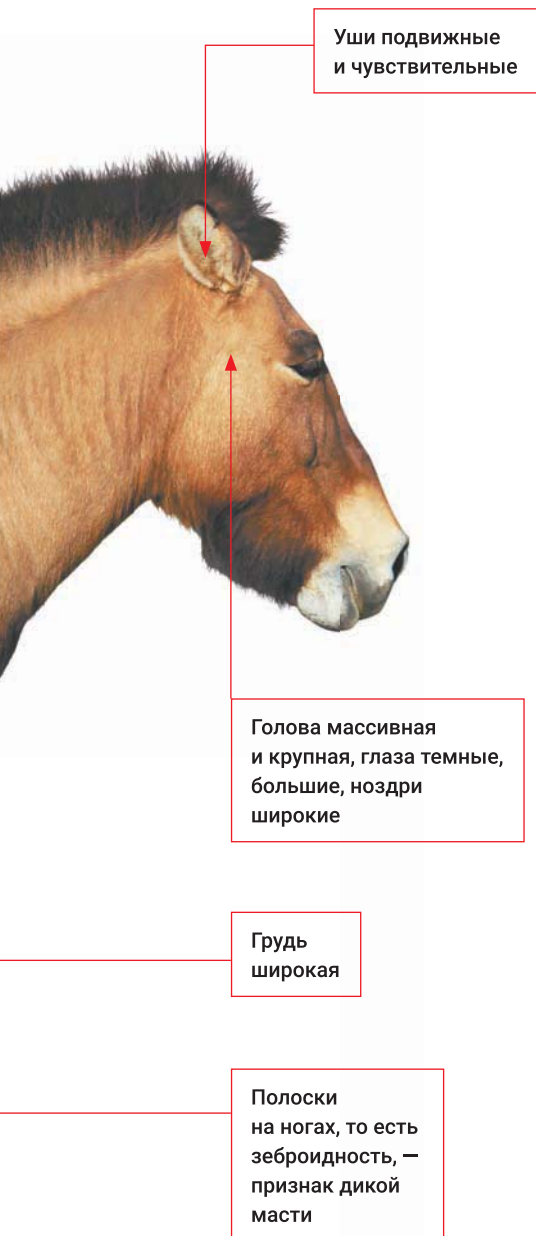 Уши подвижные
и чувствительные
Голова массивная
и крупная, глаза темные,
большие, ноздри
широкие
Грудь
широкая
Полоски
на ногах, то есть
зеброидность, —
признак дикой
масти